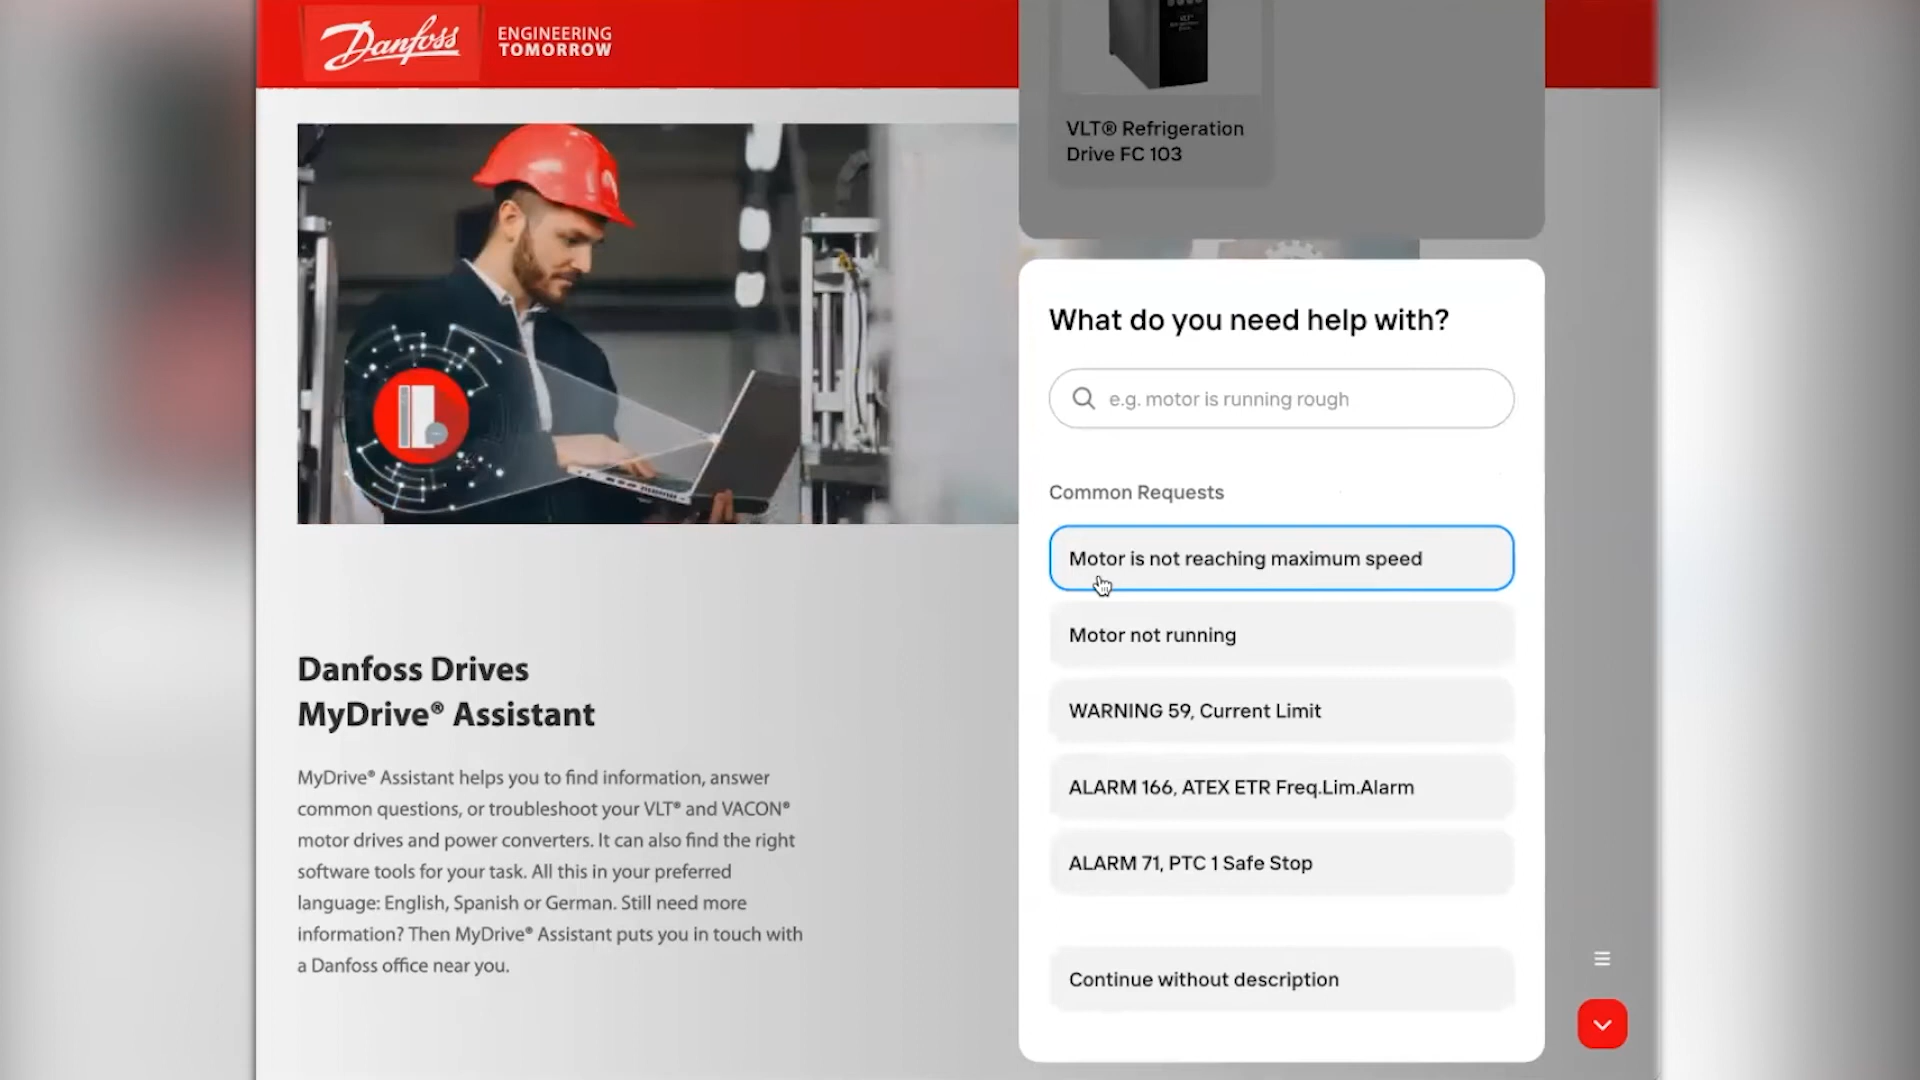 Danfoss
ENGINEERING
TOMORROW
VLT® Refrigeration
Drive FC 103
What do you need help with?
e.g. motor is running rough
Common Requests
Motor is not reaching maximum speed
Motor not running
WARNING 59, Current Limit
ALARM 166, ATEX ETR Freq.Lim.Alarm
ALARM 71, PTC 1 Safe Stop
Continue without description
Danfoss Drives
MyDrive® Assistant
MyDrive® Assistant helps you to find information, answer
common questions, or troubleshoot your VLT® and VACON®
motor drives and power converters. It can also find the right
software tools for your task. All this in your preferred
language: English, Spanish or German. Still need more
information? Then MyDrive® Assistant puts you in touch with
a Danfoss office near you.